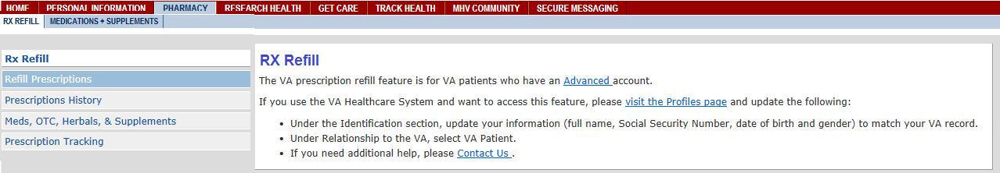 HOME PERSONAL INFORMATION PHARMACY RESEARCH HEALTH GET CARE TRACK HEALTH MHV COMMUNITY SECURE MESSAGING
RX REFILL MEDICATIONS + SUPPLEMENTS
Rx Refill
Refill Prescriptions
Prescriptions History
Meds, OTC, Herbals, & Supplements
Prescription Tracking
RX Refill
The VA prescription refill feature is for VA patients who have an Advanced account.
If you use the VA Healthcare System and want to access this feature, please visit the Profiles page and update the following:
• Under the Identification section, update your information (full name, Social Security Number, date of birth and gender) to match your VA record.
• Under Relationship to the VA, select VA Patient.
• If you need additional help, please Contact Us .